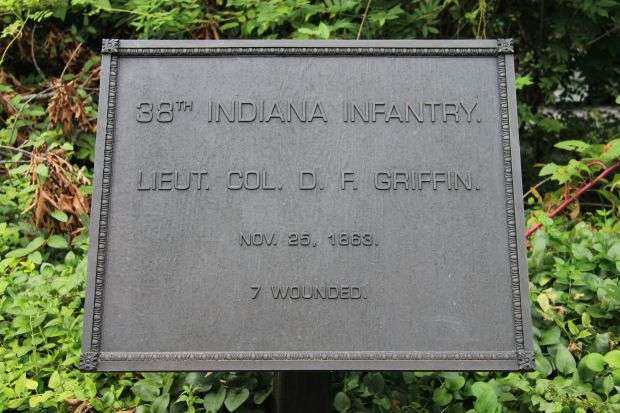 38TH INDIANA INFANTRY.
LIEUT. COL. D. F. GRIFFIN.
NOV. 25, 1863.
7 WOUNDED.